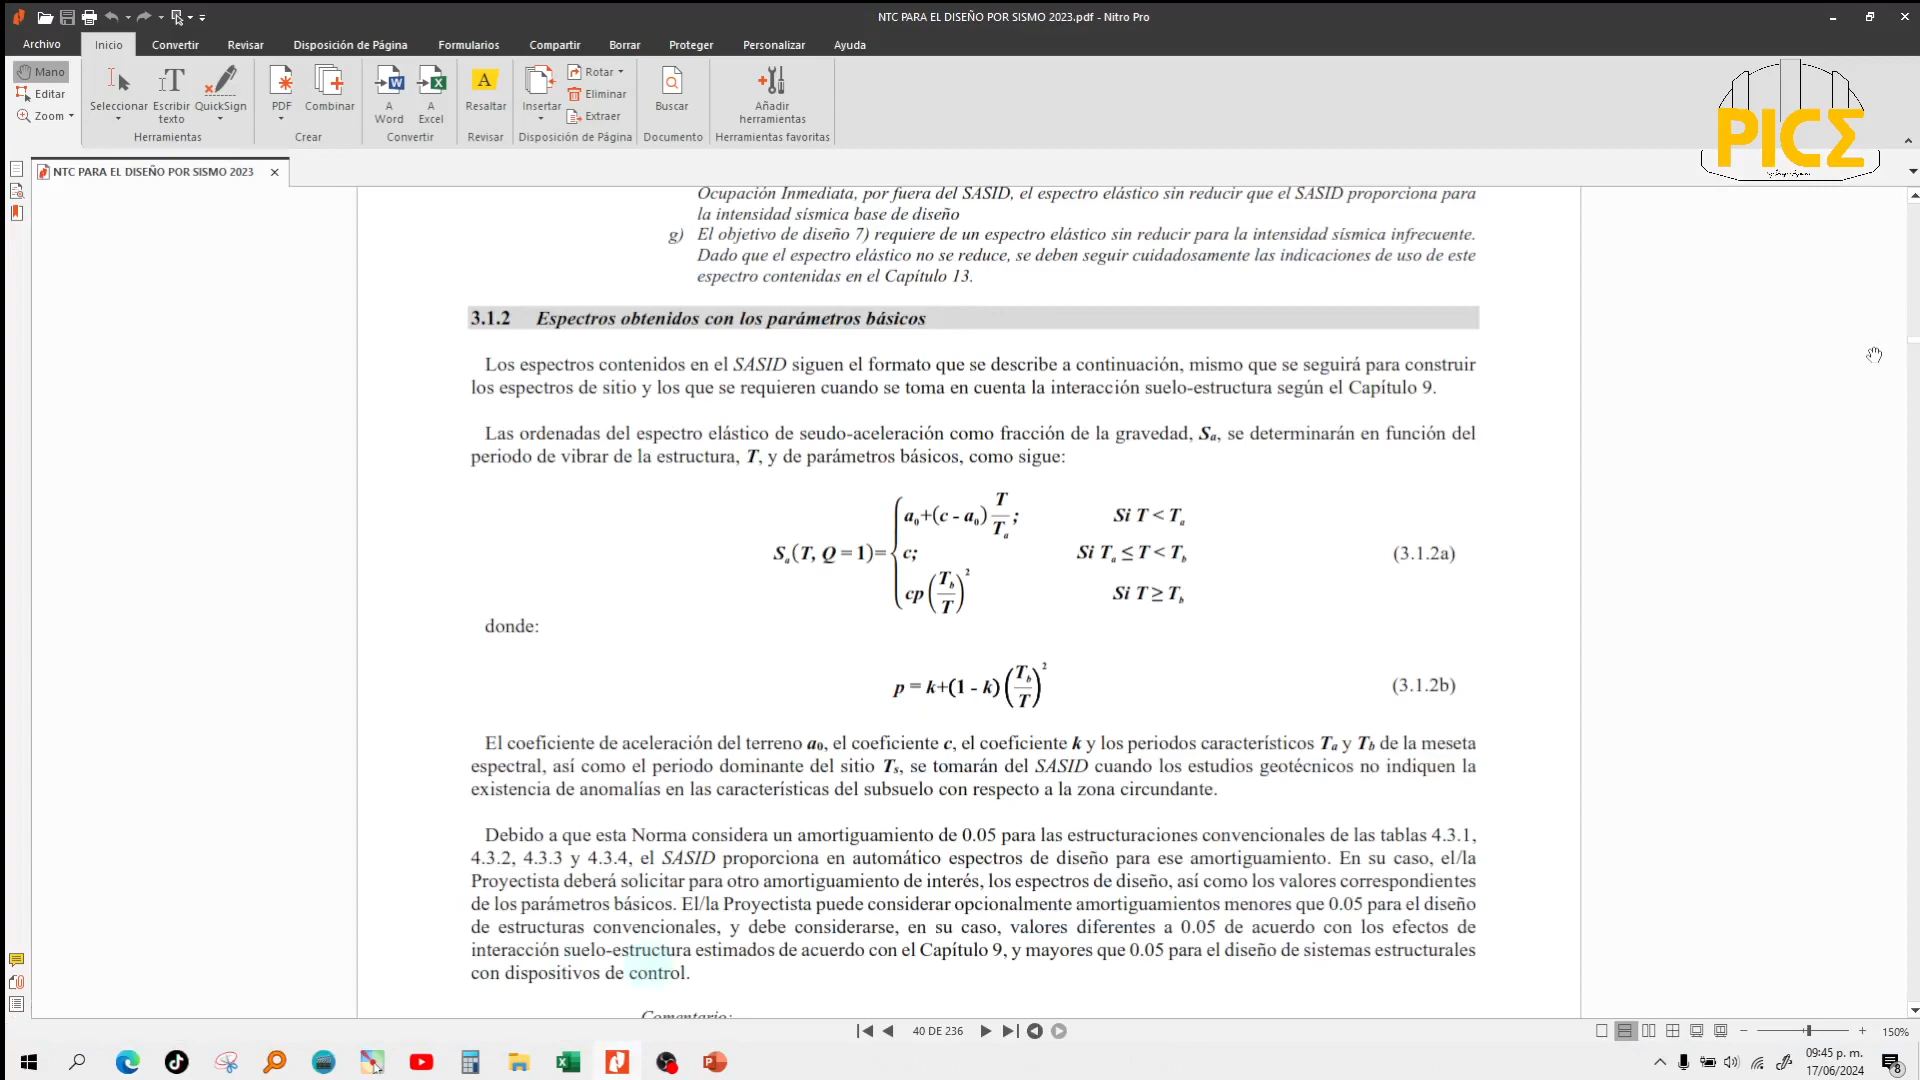 NTC PARA EL DISEÑO POR SISMO 2023.pdf - Nitro Pro
Archivo Inicio Convertir Revisar Disposición de Página Formularios Compartir Borrar Proteger Personalizar Ayuda
Mano
Editar
Zoom
Seleccionar
Escribir texto
QuickSign
Herramientas
PDF
Combinar
Crear
A Word
A Excel
Convertir
Resaltar
Revisar
Insertar
Rotar
Eliminar
Extraer
Disposición de Página
Buscar
Documento
Añadir herramientas
Herramientas favoritas
PICΣ
NTC PARA EL DISEÑO POR SISMO 2023
Ocupación Inmediata, por fuera del SASID, el espectro elástico sin reducir que el SASID proporciona para
la intensidad sísmica base de diseño
g) El objetivo de diseño 7) requiere de un espectro elástico sin reducir para la intensidad sísmica infrecuente.
Dado que el espectro elástico no se reduce, se deben seguir cuidadosamente las indicaciones de uso de este
espectro contenidas en el Capítulo 13.
3.1.2 Espectros obtenidos con los parámetros básicos
Los espectros contenidos en el SASID siguen el formato que se describe a continuación, mismo que se seguirá para construir
los espectros de sitio y los que se requieren cuando se toma en cuenta la interacción suelo-estructura según el Capítulo 9.
Las ordenadas del espectro elástico de seudo-aceleración como fracción de la gravedad, Sa, se determinarán en función del
periodo de vibrar de la estructura, T, y de parámetros básicos, como sigue:
a0+(c - a0) T/Ta; Si T < Ta
Sa(T, Q = 1)= { c; Si Ta ≤ T < Tb (3.1.2a)
cp(Tb/T)² Si T ≥ Tb
donde:
p = k+(1 - k)(Tb/T)² (3.1.2b)
El coeficiente de aceleración del terreno a0, el coeficiente c, el coeficiente k y los periodos característicos Ta y Tb de la meseta
espectral, así como el periodo dominante del sitio Ts, se tomarán del SASID cuando los estudios geotécnicos no indiquen la
existencia de anomalías en las características del subsuelo con respecto a la zona circundante.
Debido a que esta Norma considera un amortiguamiento de 0.05 para las estructuraciones convencionales de las tablas 4.3.1,
4.3.2, 4.3.3 y 4.3.4, el SASID proporciona en automático espectros de diseño para ese amortiguamiento. En su caso, el/la
Proyectista deberá solicitar para otro amortiguamiento de interés, los espectros de diseño, así como los valores correspondientes
de los parámetros básicos. El/la Proyectista puede considerar opcionalmente amortiguamientos menores que 0.05 para el diseño
de estructuras convencionales, y debe considerarse, en su caso, valores diferentes a 0.05 de acuerdo con los efectos de
interacción suelo-estructura estimados de acuerdo con el Capítulo 9, y mayores que 0.05 para el diseño de sistemas estructurales
con dispositivos de control.
Comentario:
40 DE 236
150%
09:45 p. m.
17/06/2024
8